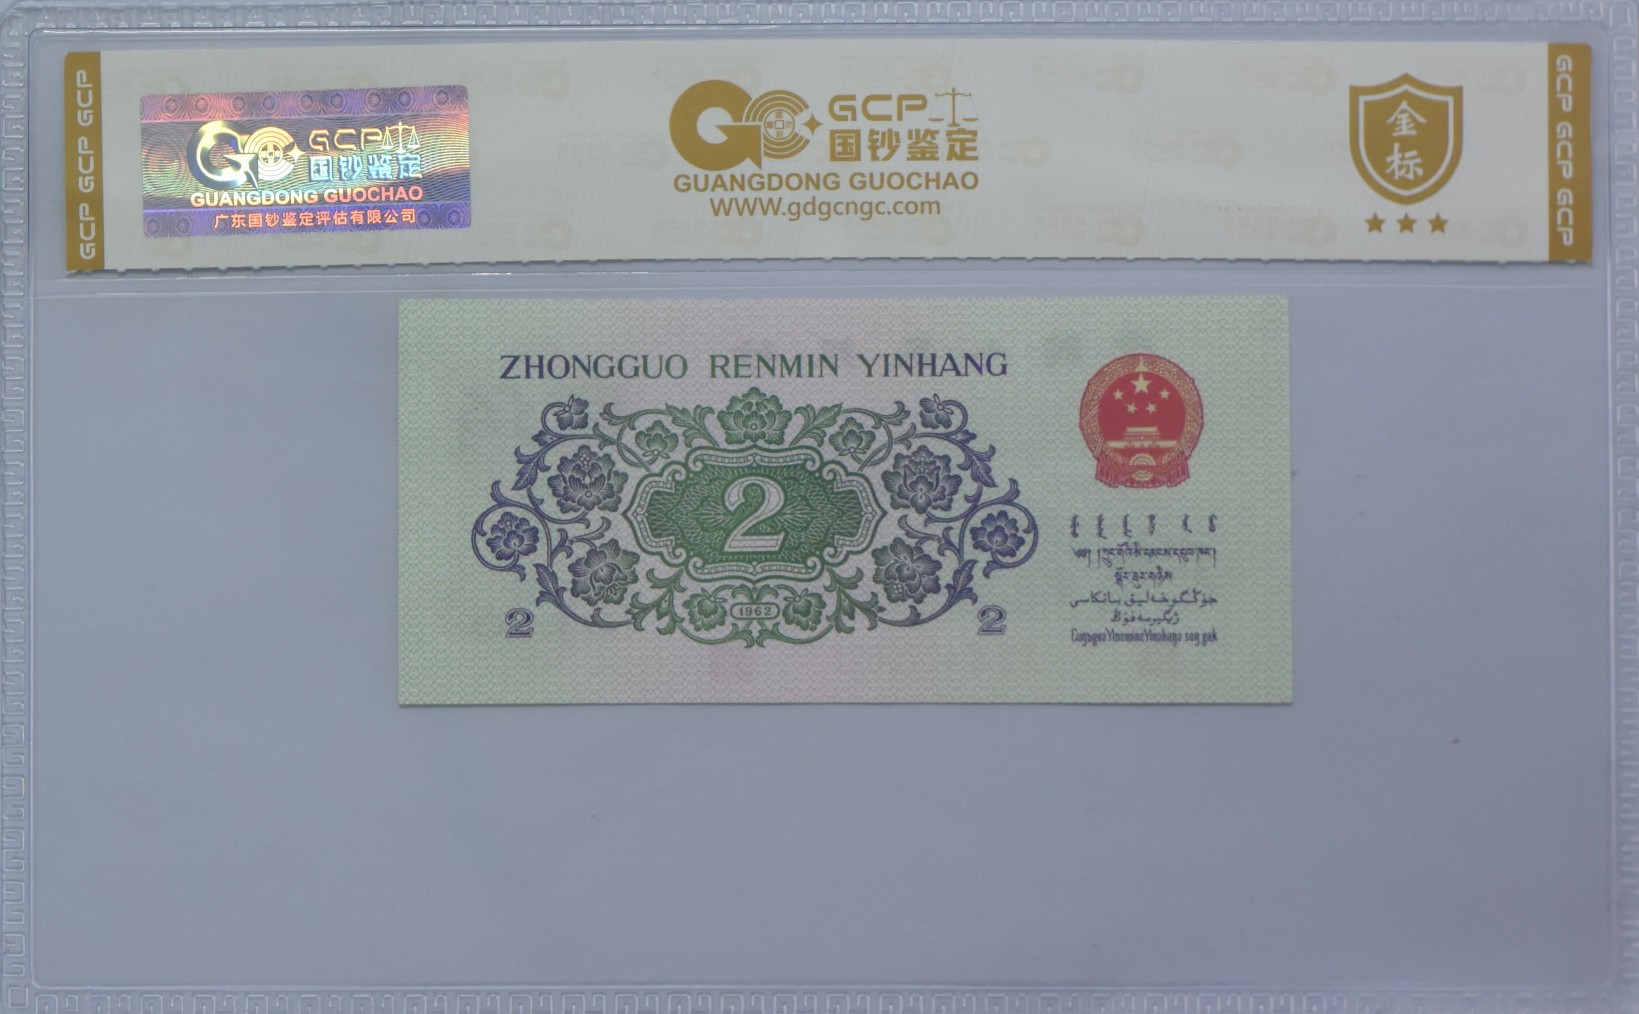 GCP GCP GCP
GCP
国钞鉴定
GUANGDONG GUOCHAO
广东国钞鉴定评估有限公司
GCP
国钞鉴定
GUANGDONG GUOCHAO
WWW.gdgcngc.com
金标
GCP GCP GCP
ZHONGGUO RENMIN YINHANG
2
1962
2
2